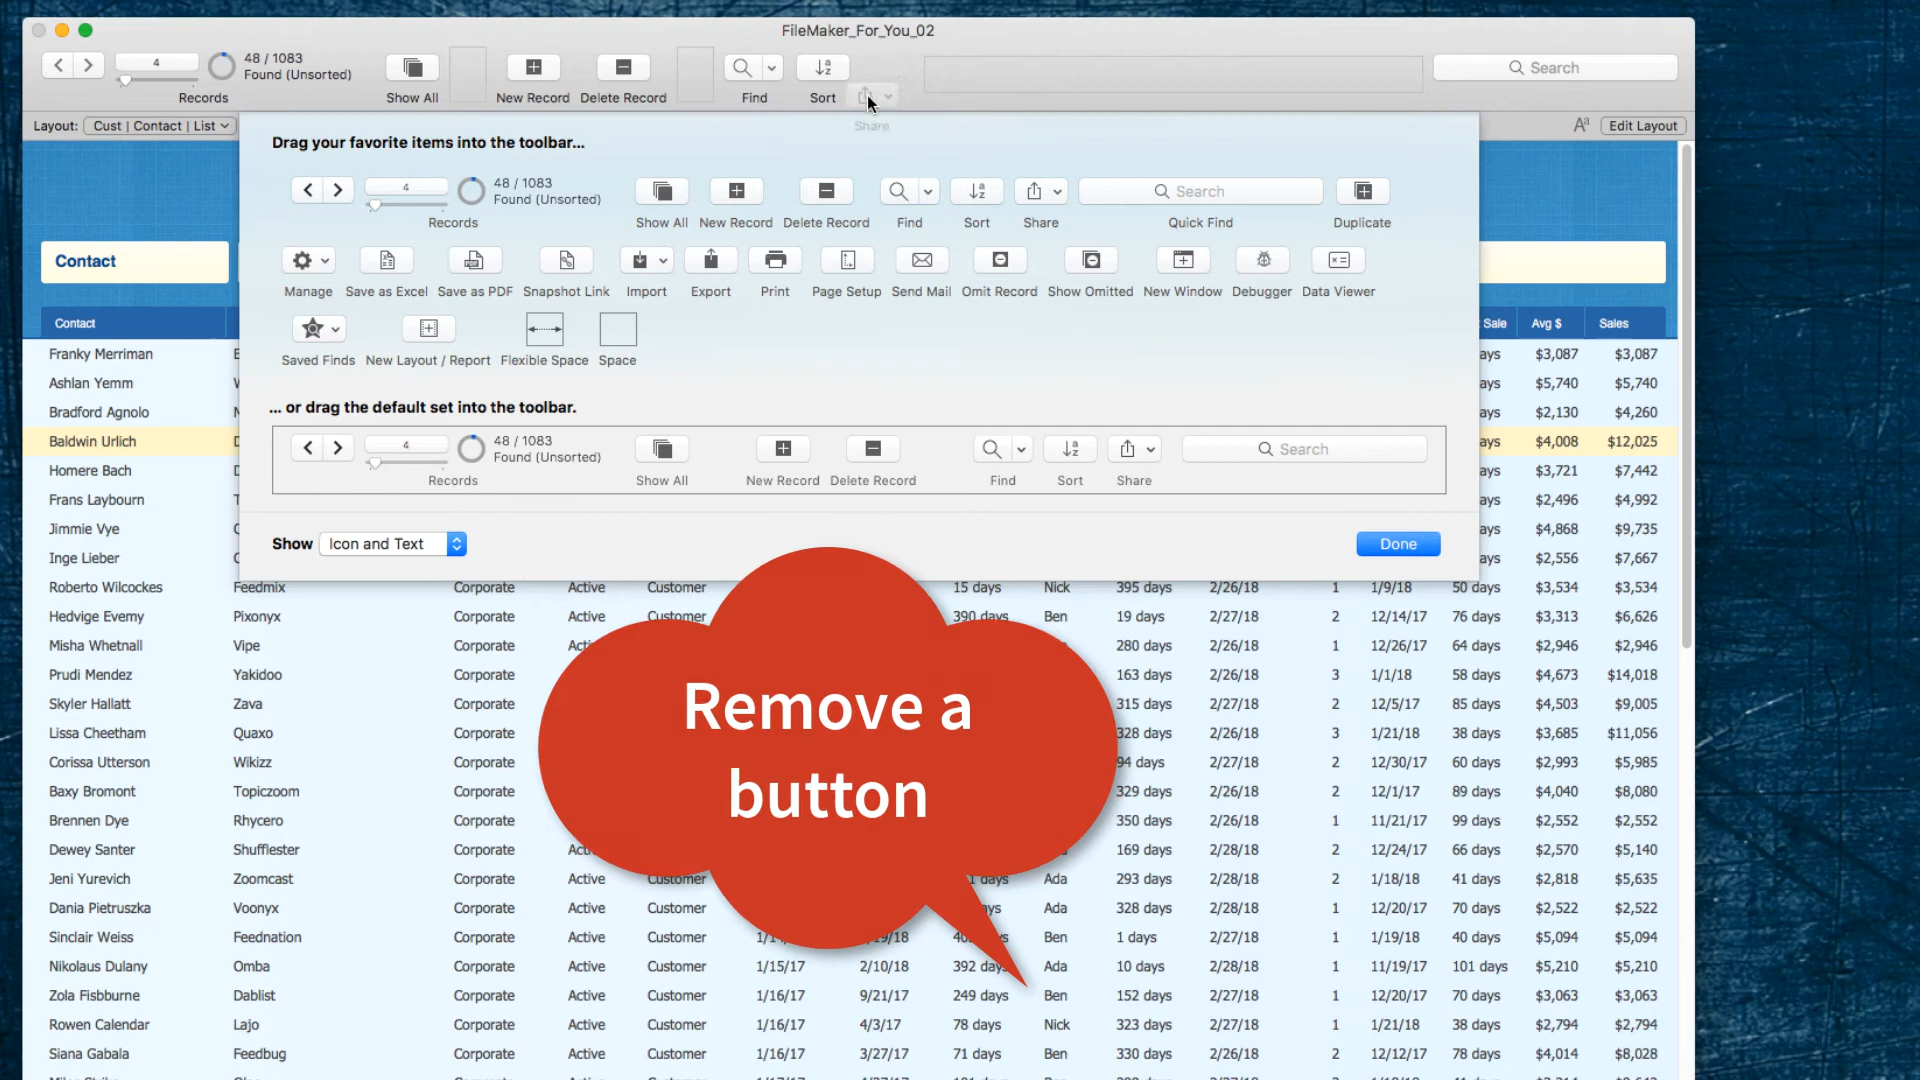 FileMaker_For_You_02
4
48 / 1083
Found (Unsorted)
Search
Records Show All New Record Delete Record Find Sort
Share
Layout: Cust | Contact | List
Edit Layout
Drag your favorite items into the toolbar...
4
48 / 1083
Found (Unsorted)
Search
Records Show All New Record Delete Record Find Sort Share Quick Find Duplicate
Manage Save as Excel Save as PDF Snapshot Link Import Export Print Page Setup Send Mail Omit Record Show Omitted New Window Debugger Data Viewer
Saved Finds New Layout / Report Flexible Space Space
... or drag the default set into the toolbar.
4
48 / 1083
Found (Unsorted)
Search
Records Show All New Record Delete Record Find Sort Share
Show Icon and Text Done
Remove a
button
Contact
Contact Sale Avg $ Sales
Franky Merriman $3,087 $3,087
Ashlan Yemm $5,740 $5,740
Bradford Agnolo $2,130 $4,260
Baldwin Urlich $4,008 $12,025
Homere Bach $3,721 $7,442
Frans Laybourn $2,496 $4,992
Jimmie Vye $4,868 $9,735
Inge Lieber $2,556 $7,667
Roberto Wilcockes Feedmix Corporate Active Customer 15 days Nick 395 days 2/26/18 1 1/9/18 50 days $3,534 $3,534
Hedvige Evemy Pixonyx Corporate Active Customer 390 days Ben 19 days 2/27/18 2 12/14/17 76 days $3,313 $6,626
Misha Whetnall Vipe Corporate 280 days 2/26/18 1 12/26/17 64 days $2,946 $2,946
Prudi Mendez Yakidoo Corporate 163 days 2/26/18 3 1/1/18 58 days $4,673 $14,018
Skyler Hallatt Zava Corporate 315 days 2/27/18 2 12/5/17 85 days $4,503 $9,005
Lissa Cheetham Quaxo Corporate 328 days 2/26/18 3 1/21/18 38 days $3,685 $11,056
Corissa Utterson Wikizz Corporate 94 days 2/27/18 2 12/30/17 60 days $2,993 $5,985
Baxy Bromont Topiczoom Corporate 329 days 2/26/18 2 12/1/17 89 days $4,040 $8,080
Brennen Dye Rhycero Corporate 350 days 2/26/18 1 11/21/17 99 days $2,552 $2,552
Dewey Santer Shufflester Corporate 169 days 2/28/18 2 12/24/17 66 days $2,570 $5,140
Jeni Yurevich Zoomcast Corporate Active Customer days Ada 293 days 2/28/18 2 1/18/18 41 days $2,818 $5,635
Dania Pietruszka Voonyx Corporate Active Customer Ada 328 days 2/28/18 1 12/20/17 70 days $2,522 $2,522
Sinclair Weiss Feednation Corporate Active Customer Ben 1 days 2/27/18 1 1/19/18 40 days $5,094 $5,094
Nikolaus Dulany Omba Corporate Active Customer 1/15/17 2/10/18 392 days Ada 10 days 2/28/18 1 11/19/17 101 days $5,210 $5,210
Zola Fishburne Dablist Corporate Active Customer 1/16/17 9/21/17 249 days Ben 152 days 2/27/18 1 12/20/17 70 days $3,063 $3,063
Rowen Calendar Lajo Corporate Active Customer 1/16/17 4/3/17 78 days Nick 323 days 2/27/18 1 1/21/18 38 days $2,794 $2,794
Siana Gabala Feedbug Corporate Active Customer 1/16/17 3/27/17 71 days Ben 330 days 2/26/18 2 12/12/17 78 days $4,014 $8,028